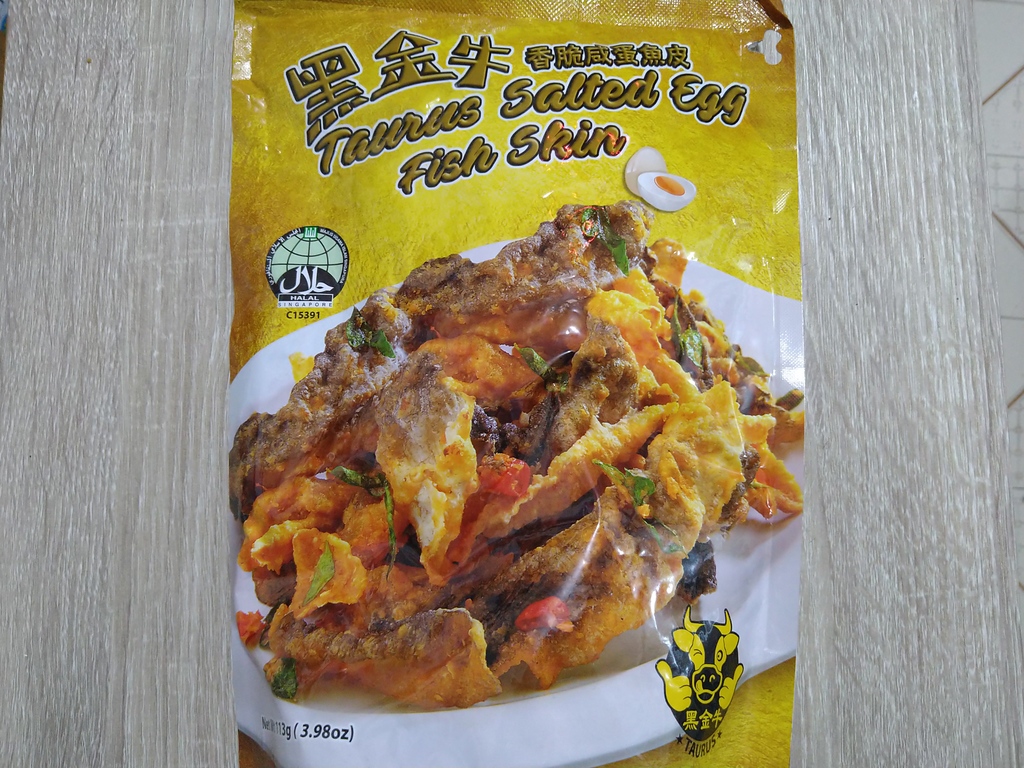 黑金牛 香脆咸蛋魚皮
Taurus Salted Egg
Fish Skin
حلال
HALAL
SINGAPORE
C15391
Net Wt 113g ( 3.98oz)
黑金牛
TAURUS